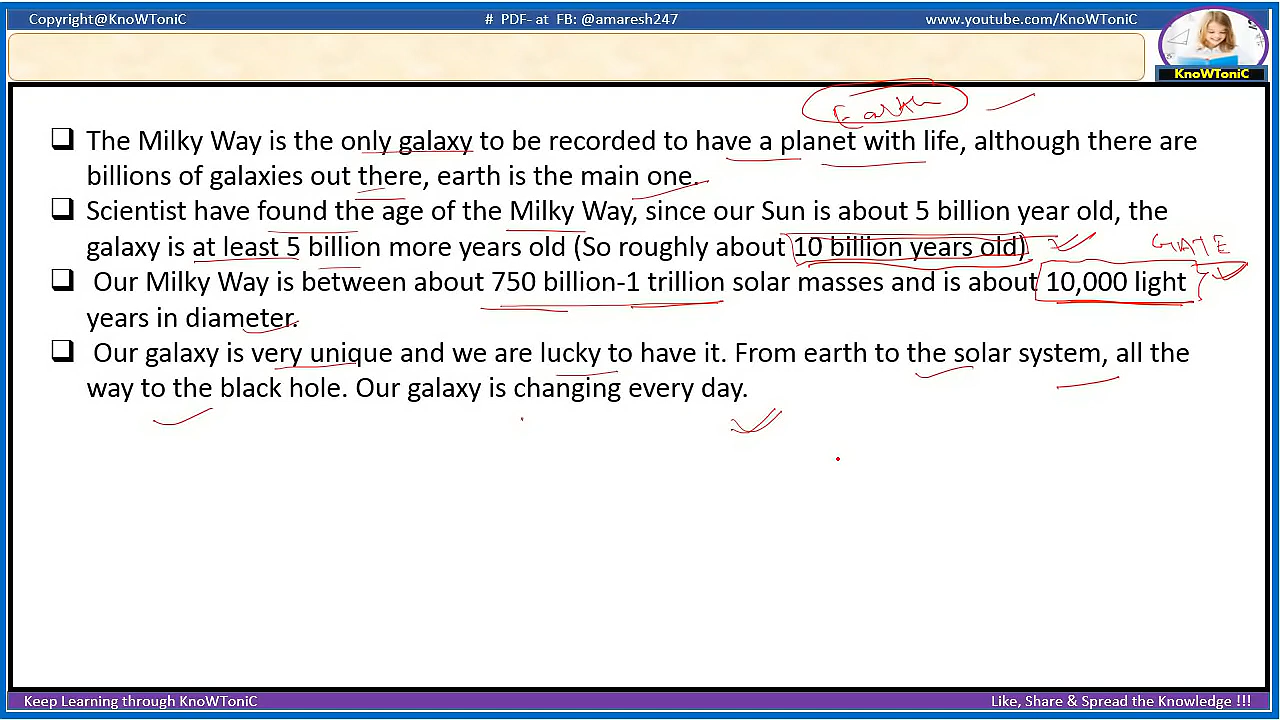 Copyright@KnoWToniC # PDF- at FB: @amaresh247 www.youtube.com/KnoWToniC
KnoWToniC
Earth
❑ The Milky Way is the only galaxy to be recorded to have a planet with life, although there are
billions of galaxies out there, earth is the main one.
❑ Scientist have found the age of the Milky Way, since our Sun is about 5 billion year old, the
galaxy is at least 5 billion more years old (So roughly about 10 billion years old)
GATE
❑ Our Milky Way is between about 750 billion-1 trillion solar masses and is about 10,000 light
years in diameter.
❑ Our galaxy is very unique and we are lucky to have it. From earth to the solar system, all the
way to the black hole. Our galaxy is changing every day.
Keep Learning through KnoWToniC Like, Share & Spread the Knowledge !!!